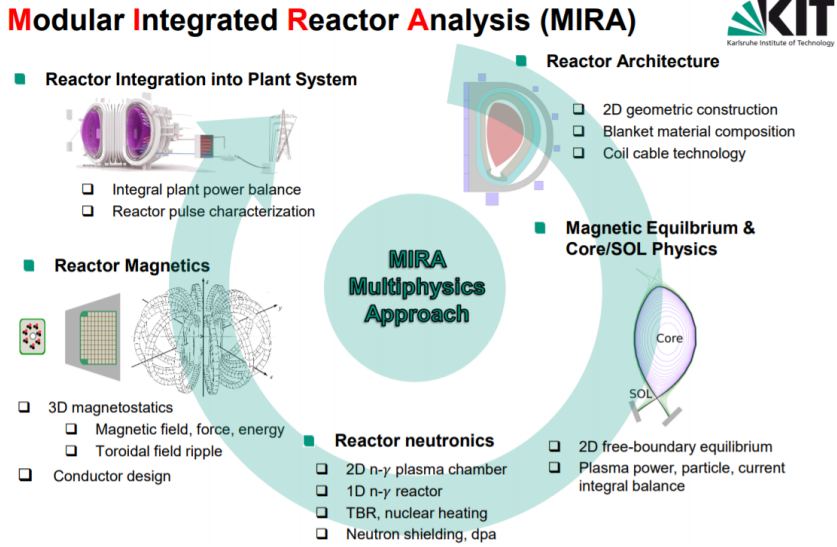 Modular Integrated Reactor Analysis (MIRA)
KIT
Karlsruhe Institute of Technology
Reactor Integration into Plant System
Integral plant power balance
Reactor pulse characterization
Reactor Architecture
2D geometric construction
Blanket material composition
Coil cable technology
MIRA
Multiphysics
Approach
Magnetic Equilbrium &
Core/SOL Physics
Core
SOL
2D free-boundary equilibrium
Plasma power, particle, current
integral balance
Reactor neutronics
2D n-γ plasma chamber
1D n-γ reactor
TBR, nuclear heating
Neutron shielding, dpa
Reactor Magnetics
z
y
x
3D magnetostatics
Magnetic field, force, energy
Toroidal field ripple
Conductor design